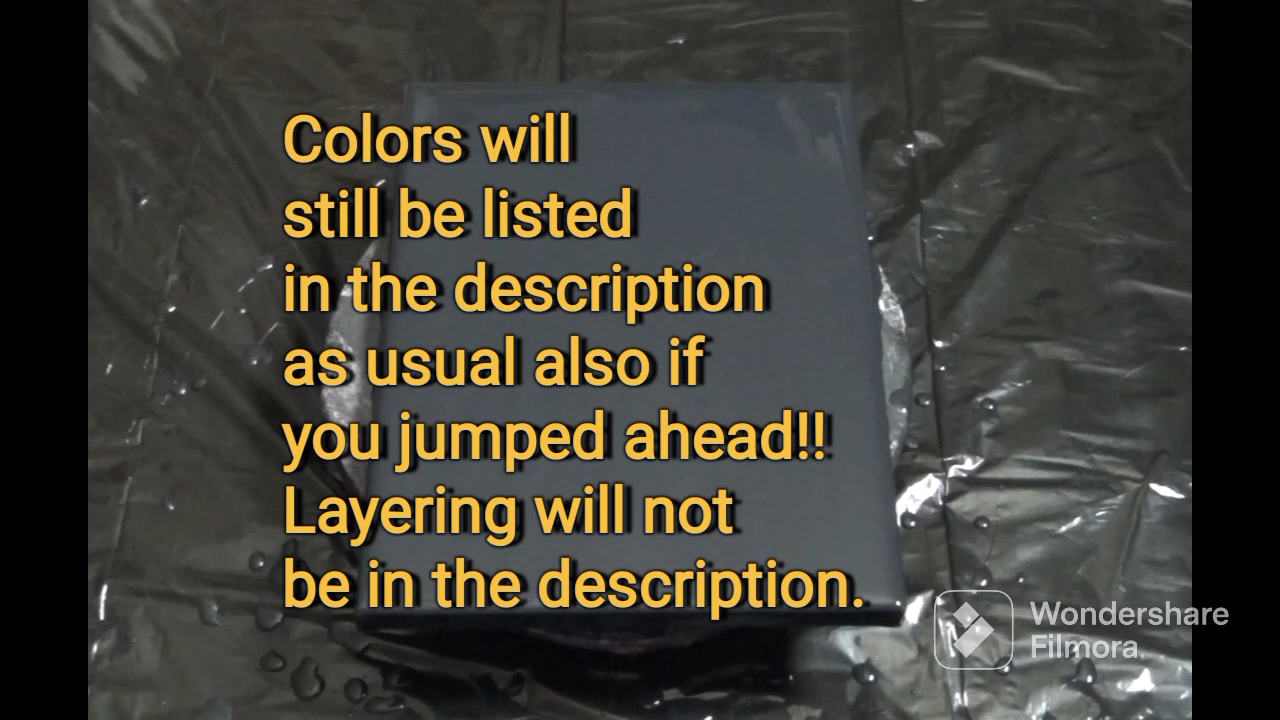 Colors will
still be listed
in the description
as usual also if
you jumped ahead!!
Layering will not
be in the description.
Wondershare
Filmora